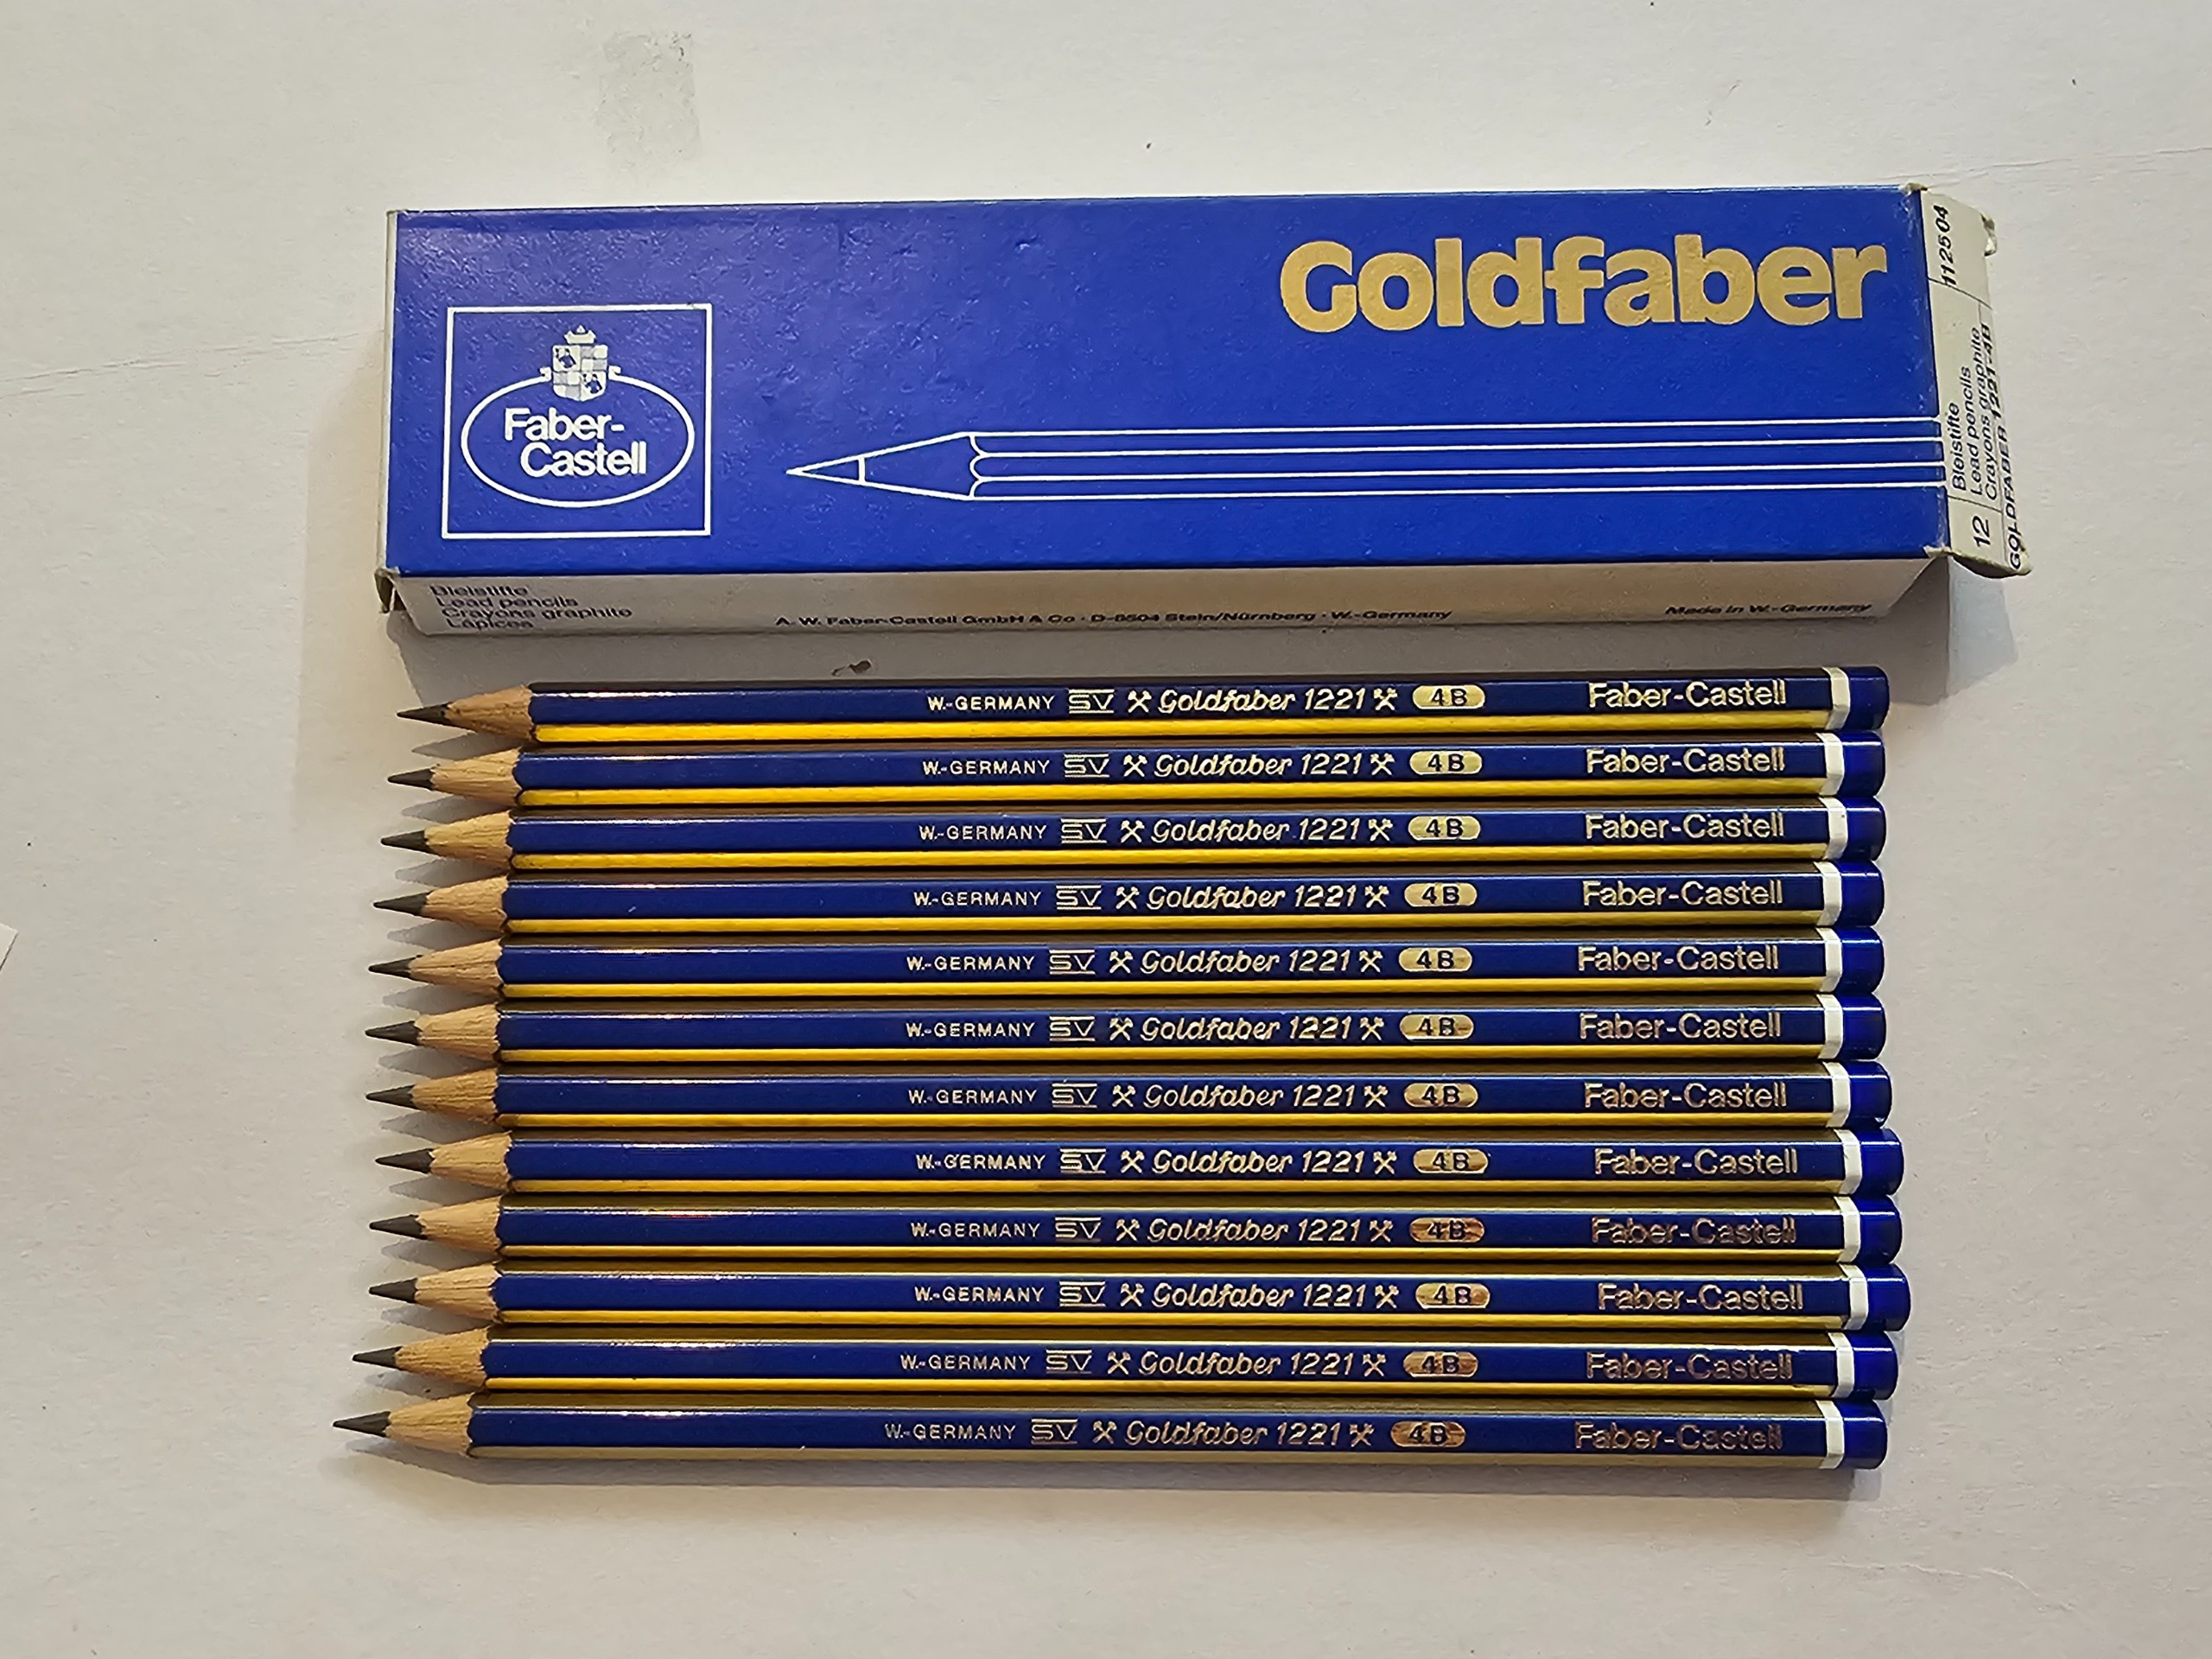 Goldfaber
Faber-
Castell
112504
12
Bleistifte
Lead pencils
Crayons graphite
GOLDFABER 1221-4B
Bleistifte
Lead pencils
Crayons graphite
Lápices
A. W. Faber-Castell GmbH & Co · D-8504 Stein/Nürnberg · W.-Germany
Made in W.-Germany
W.-GERMANY SV Goldfaber 1221 4B Faber-Castell
W.-GERMANY SV Goldfaber 1221 4B Faber-Castell
W.-GERMANY SV Goldfaber 1221 4B Faber-Castell
W.-GERMANY SV Goldfaber 1221 4B Faber-Castell
W.-GERMANY SV Goldfaber 1221 4B Faber-Castell
W.-GERMANY SV Goldfaber 1221 4B Faber-Castell
W.-GERMANY SV Goldfaber 1221 4B Faber-Castell
W.-GERMANY SV Goldfaber 1221 4B Faber-Castell
W.-GERMANY SV Goldfaber 1221 4B Faber-Castell
W.-GERMANY SV Goldfaber 1221 4B Faber-Castell
W.-GERMANY SV Goldfaber 1221 4B Faber-Castell
W.-GERMANY SV Goldfaber 1221 4B Faber-Castell